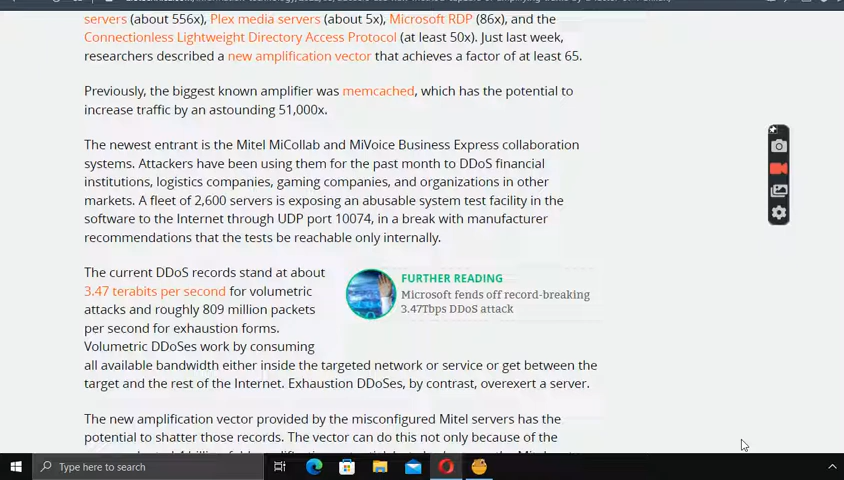 servers (about 556x), Plex media servers (about 5x), Microsoft RDP (86x), and the
Connectionless Lightweight Directory Access Protocol (at least 50x). Just last week,
researchers described a new amplification vector that achieves a factor of at least 65.
Previously, the biggest known amplifier was memcached, which has the potential to
increase traffic by an astounding 51,000x.
The newest entrant is the Mitel MiCollab and MiVoice Business Express collaboration
systems. Attackers have been using them for the past month to DDoS financial
institutions, logistics companies, gaming companies, and organizations in other
markets. A fleet of 2,600 servers is exposing an abusable system test facility in the
software to the Internet through UDP port 10074, in a break with manufacturer
recommendations that the tests be reachable only internally.
The current DDoS records stand at about
3.47 terabits per second for volumetric
attacks and roughly 809 million packets
per second for exhaustion forms.
Volumetric DDoSes work by consuming
FURTHER READING
Microsoft fends off record-breaking
3.47Tbps DDoS attack
all available bandwidth either inside the targeted network or service or get between the
target and the rest of the Internet. Exhaustion DDoSes, by contrast, overexert a server.
The new amplification vector provided by the misconfigured Mitel servers has the
potential to shatter those records. The vector can do this not only because of the
Type here to search